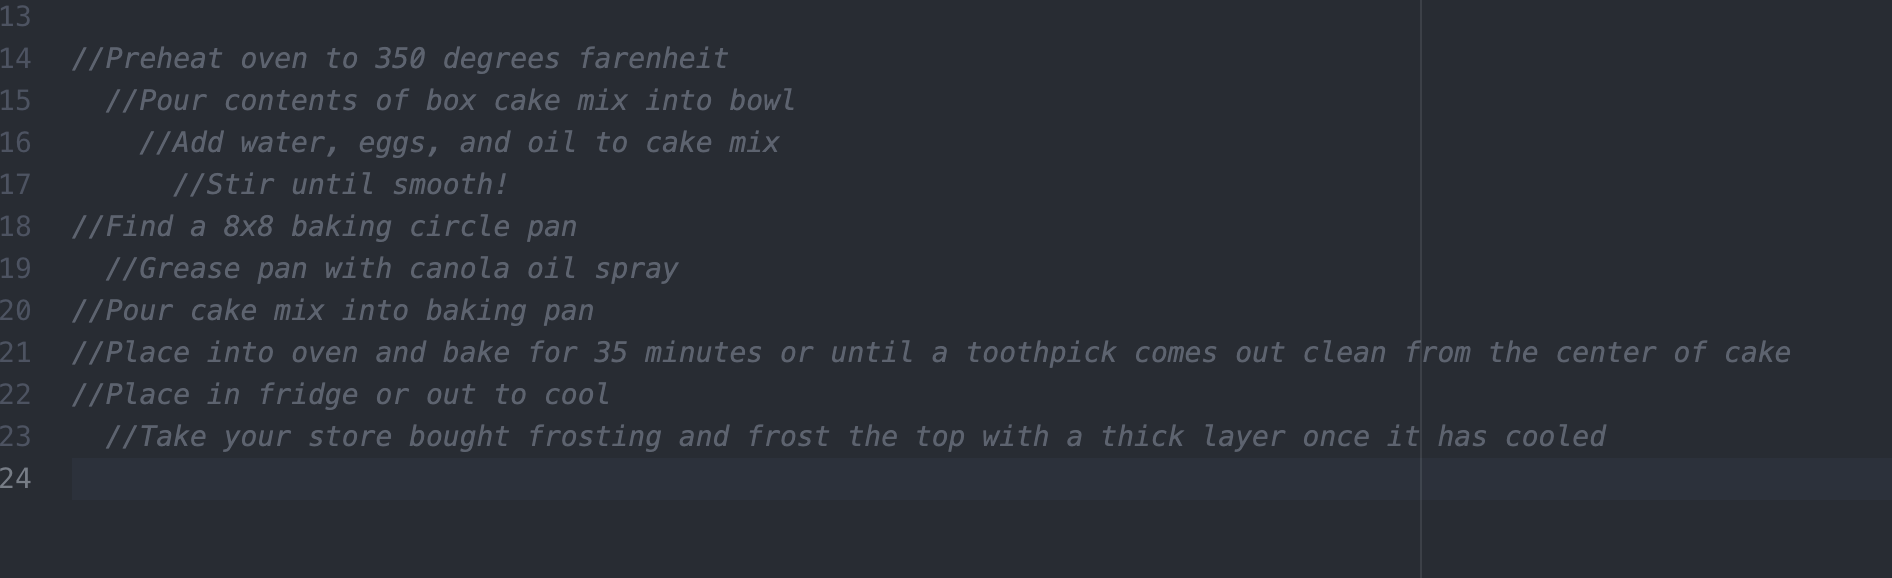 13
14 //Preheat oven to 350 degrees farenheit
15 //Pour contents of box cake mix into bowl
16 //Add water, eggs, and oil to cake mix
17 //Stir until smooth!
18 //Find a 8x8 baking circle pan
19 //Grease pan with canola oil spray
20 //Pour cake mix into baking pan
21 //Place into oven and bake for 35 minutes or until a toothpick comes out clean from the center of cake
22 //Place in fridge or out to cool
23 //Take your store bought frosting and frost the top with a thick layer once it has cooled
24